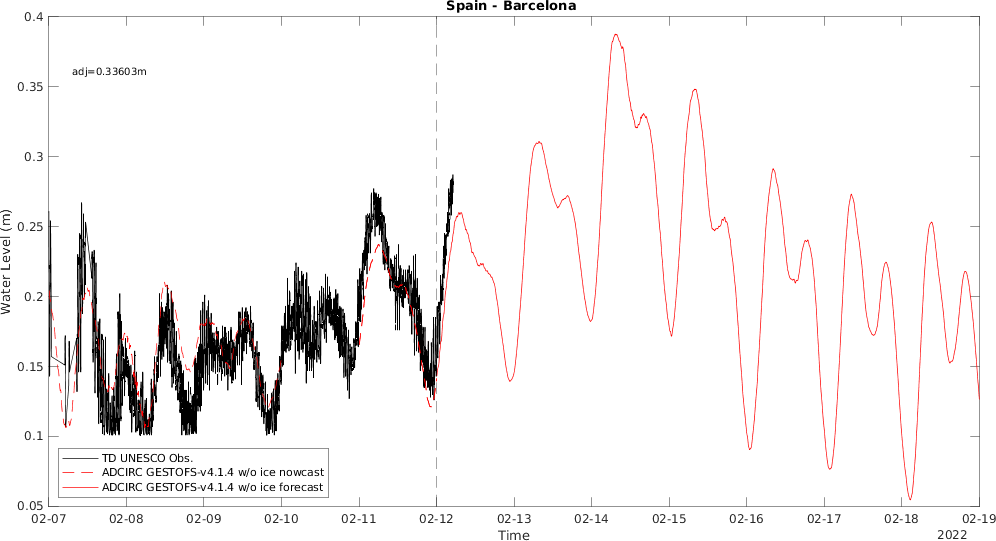 Spain - Barcelona
adj=0.33603m
0.4
0.35
0.3
0.25
0.2
0.15
0.1
0.05
Water Level (m)
TD UNESCO Obs.
ADCIRC GESTOFS-v4.1.4 w/o ice nowcast
ADCIRC GESTOFS-v4.1.4 w/o ice forecast
02-07 02-08 02-09 02-10 02-11 02-12 02-13 02-14 02-15 02-16 02-17 02-18 02-19
Time
2022